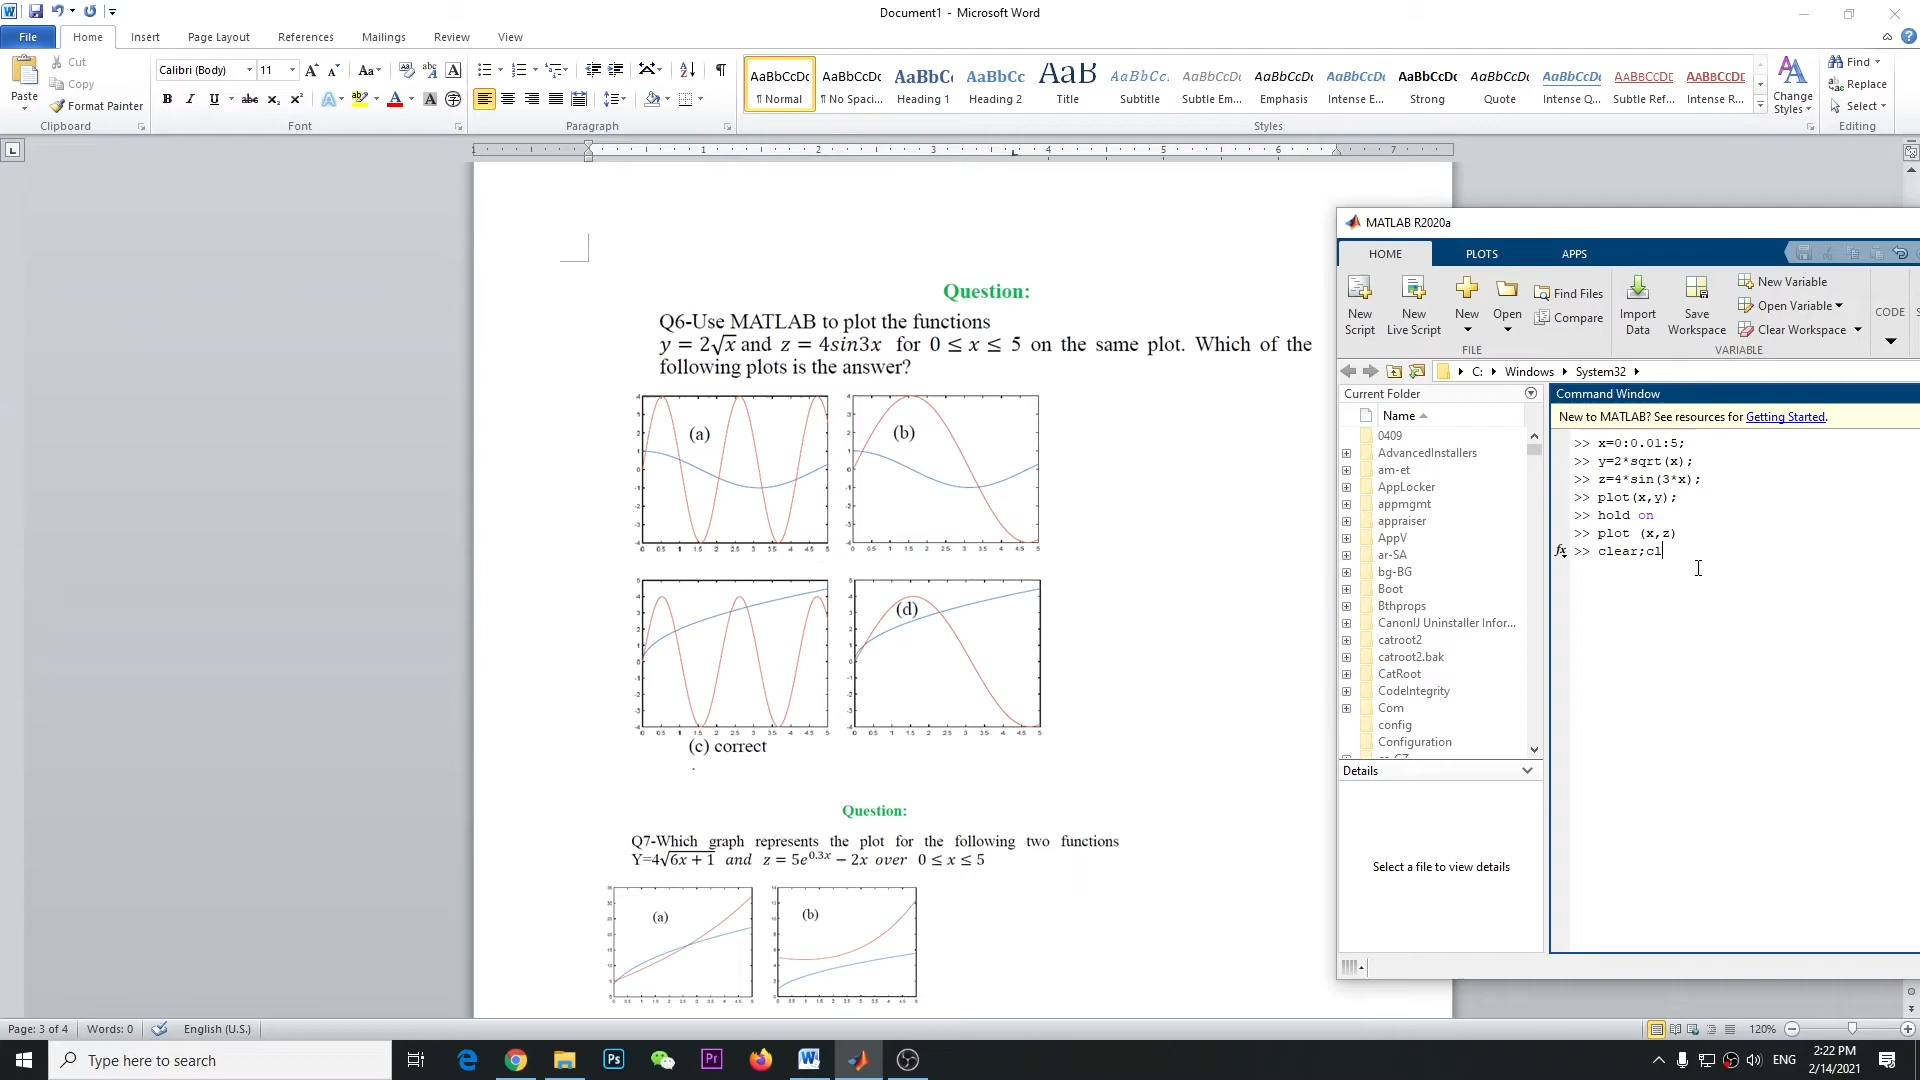 Document1 - Microsoft Word
File Home Insert Page Layout References Mailings Review View
Paste
Cut
Copy
Format Painter
Clipboard
Calibri (Body) 11
Font
Paragraph
AaBbCcDc AaBbCcDc AaBbC AaBbCc AaB AaBbCc. AaBbCcDc AaBbCcDc AaBbCcDc AaBbCcDc AaBbCcDc AaBbCcDc AaBbCcDc AaBbCcDc
¶ Normal ¶ No Spaci... Heading 1 Heading 2 Title Subtitle Subtle Em... Emphasis Intense E... Strong Quote Intense Q... Subtle Ref... Intense R...
Styles
Change
Styles
Find
Replace
Select
Editing
1 1 2 3 4 5 6 7
Question:
Q6-Use MATLAB to plot the functions
y = 2√x and z = 4sin3x for 0 ≤ x ≤ 5 on the same plot. Which of the
following plots is the answer?
(a)
(b)
(d)
(c) correct
.
Question:
Q7-Which graph represents the plot for the following two functions
Y=4√6x + 1 and z = 5e^0.3x − 2x over 0 ≤ x ≤ 5
(a)
(b)
MATLAB R2020a
HOME PLOTS APPS
New
Script
New
Live Script
New
Open
Find Files
Compare
FILE
Import
Data
Save
Workspace
New Variable
Open Variable
Clear Workspace
VARIABLE
CODE
C: Windows System32
Current Folder
Name
0409
AdvancedInstallers
am-et
AppLocker
appmgmt
appraiser
AppV
ar-SA
bg-BG
Boot
Bthprops
CanonIJ Uninstaller Infor...
catroot2
catroot2.bak
CatRoot
CodeIntegrity
Com
config
Configuration
Details
Select a file to view details
Command Window
New to MATLAB? See resources for Getting Started.
>> x=0:0.01:5;
>> y=2*sqrt(x);
>> z=4*sin(3*x);
>> plot(x,y);
>> hold on
>> plot (x,z)
fx >> clear;cl
Page: 3 of 4 Words: 0 English (U.S.)
120%
Type here to search
ENG
2:22 PM
2/14/2021